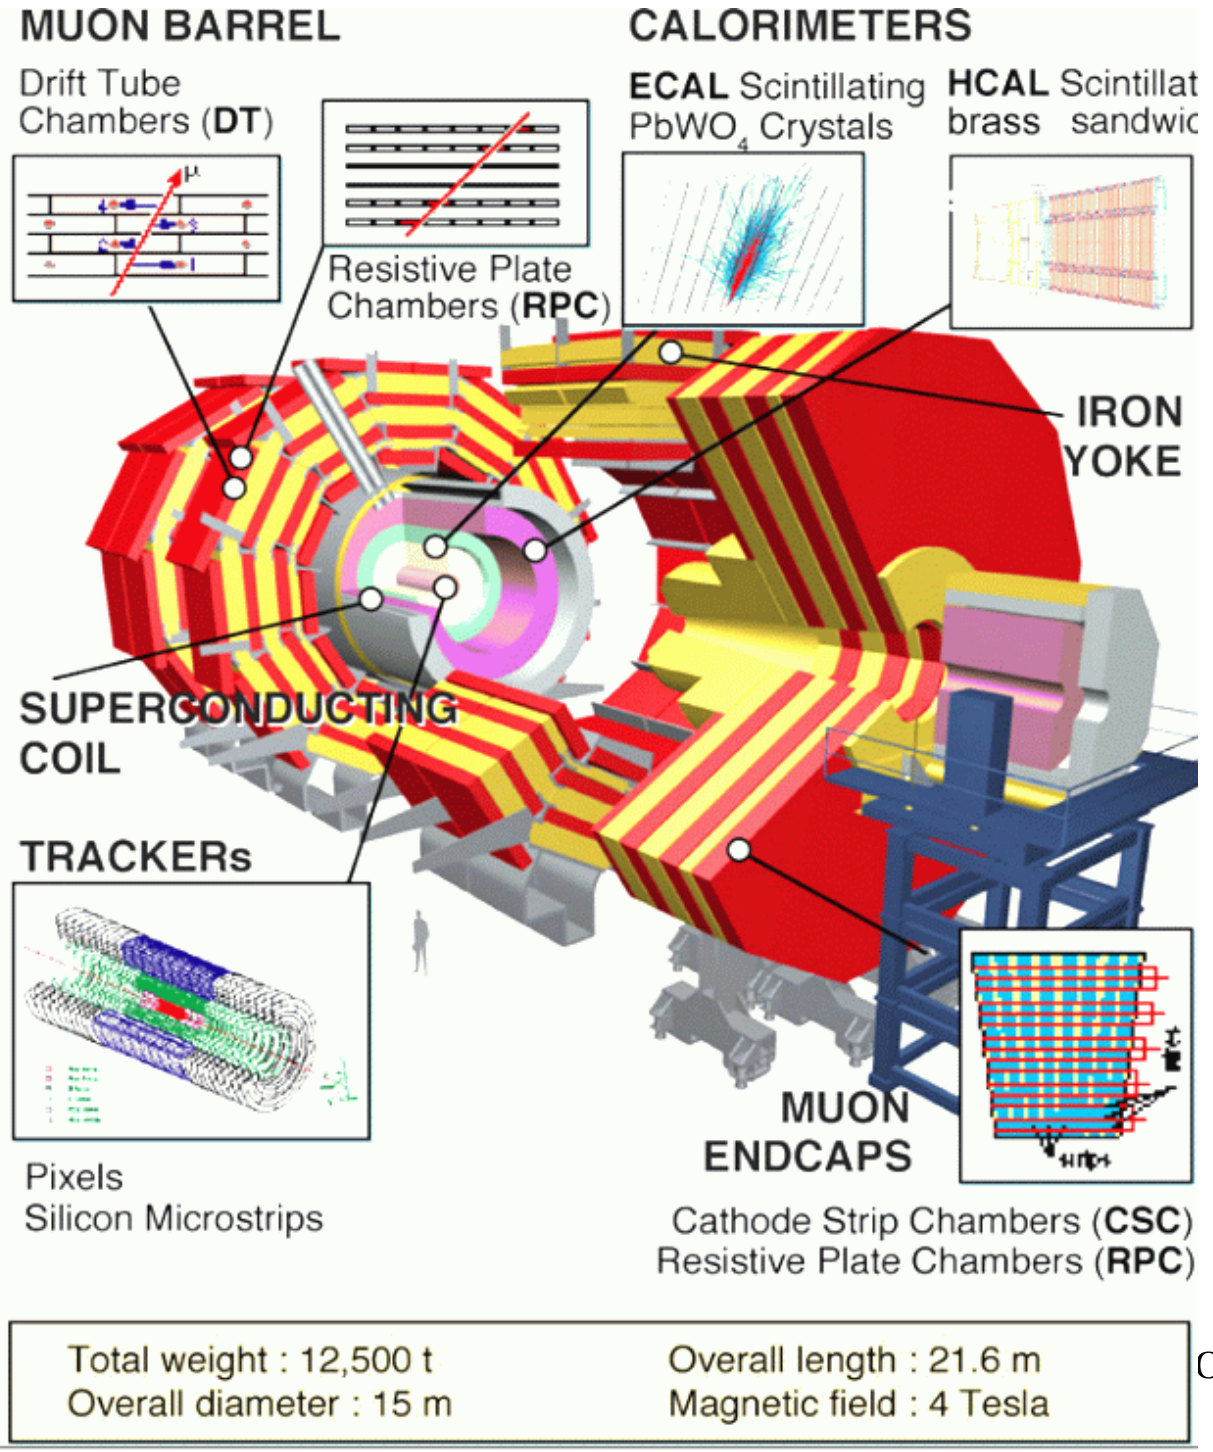 MUON BARREL
Drift Tube
Chambers (DT)
μ
Resistive Plate
Chambers (RPC)
CALORIMETERS
ECAL Scintillating
PbWO4 Crystals
HCAL Scintillat
brass sandwic
IRON
YOKE
SUPERCONDUCTING
COIL
TRACKERs
Pixels
Silicon Microstrips
MUON
ENDCAPS
Cathode Strip Chambers (CSC)
Resistive Plate Chambers (RPC)
Total weight : 12,500 t
Overall diameter : 15 m
Overall length : 21.6 m
Magnetic field : 4 Tesla